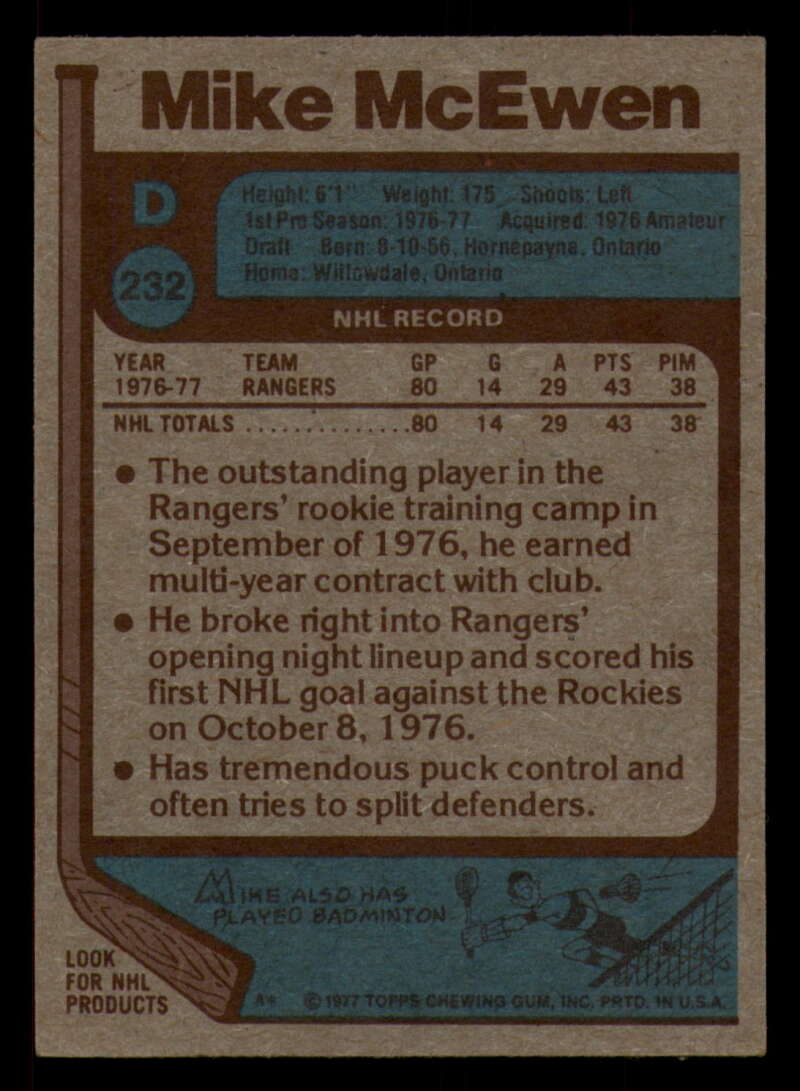 Mike McEwen
D
232
Height: 6'1" Weight: 175 Shoots: Left
1st Pro Season: 1976-77 Acquired: 1976 Amateur
Draft Born: 8-10-56, Hornepayne, Ontario
Home: Willowdale, Ontario
NHL RECORD
YEAR TEAM GP G A PTS PIM
1976-77 RANGERS 80 14 29 43 38
NHL TOTALS ..............80 14 29 43 38
● The outstanding player in the
Rangers' rookie training camp in
September of 1976, he earned
multi-year contract with club.
● He broke right into Rangers'
opening night lineup and scored his
first NHL goal against the Rockies
on October 8, 1976.
● Has tremendous puck control and
often tries to split defenders.
MIKE ALSO HAS
PLAYED BADMINTON
LOOK
FOR NHL
PRODUCTS
A* © 1977 TOPPS CHEWING GUM, INC. PRTD. IN U.S.A.